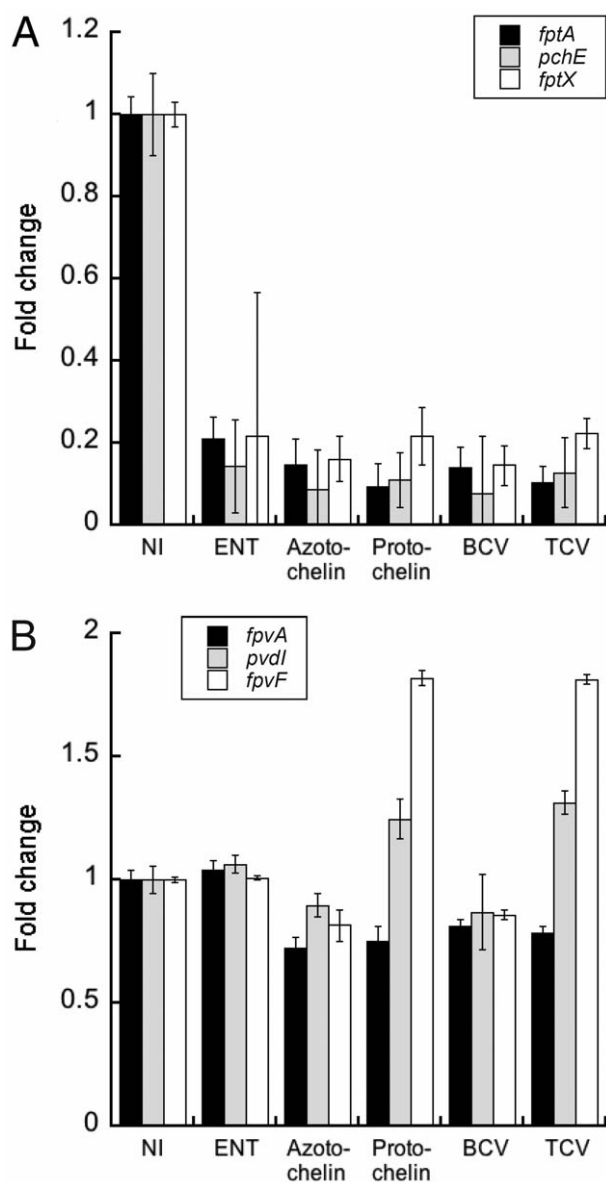 A
1.2
fptA
pchE
fptX
1
0.8
0.6
0.4
0.2
0
Fold change
NI ENT Azoto- Proto- BCV TCV
chelin chelin
B
2
fpvA
pvdI
fpvF
1.5
1
0.5
0
Fold change
NI ENT Azoto- Proto- BCV TCV
chelin chelin